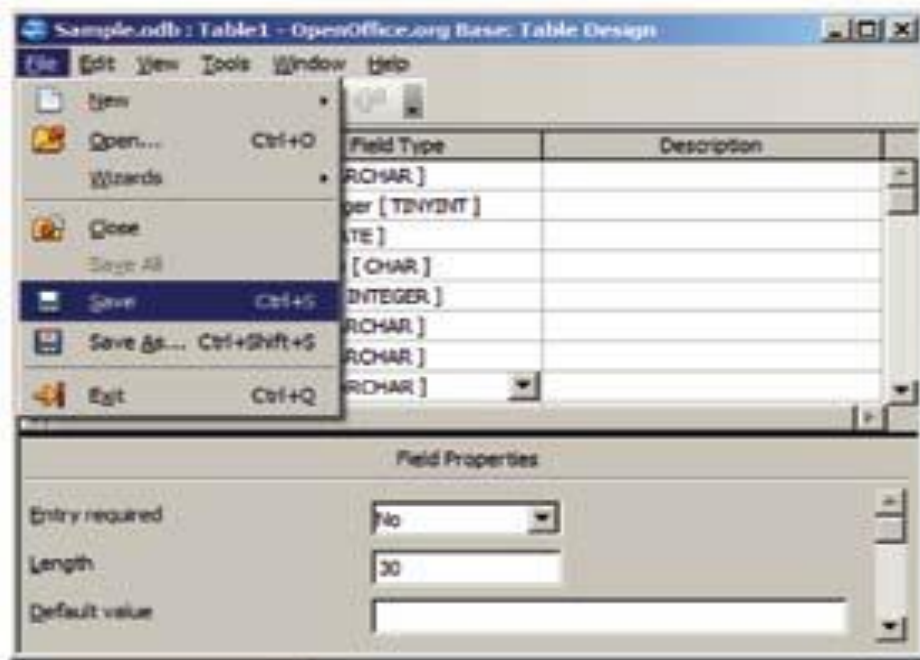 Sample.odb : Table1 - OpenOffice.org Base: Table Design
File Edit View Tools Window Help
New
Open... Ctrl+O
Wizards
Close
Save All
Save Ctrl+S
Save As... Ctrl+Shift+S
Exit Ctrl+Q
Field Type Description
RCHAR ]
ger [ TINYINT ]
ATE ]
[ CHAR ]
INTEGER ]
RCHAR ]
RCHAR ]
RCHAR ]
Field Properties
Entry required No
Length 30
Default value